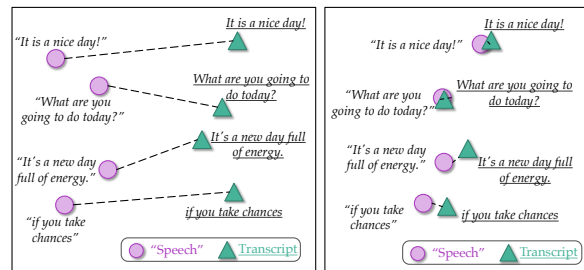 It is a nice day!
“It is a nice day!”
What are you going to
do today?
“What are you
going to do today?”
It's a new day full
of energy.
“It's a new day
full of energy.”
if you take chances
“if you take
chances”
“Speech” Transcript
It is a nice day!
“It is a nice day!”
What are you going to
do today?
“What are you
going to do today?”
“It's a new day
full of energy.”
It's a new day full
of energy.
“if you take
chances”
if you take chances
“Speech” Transcript